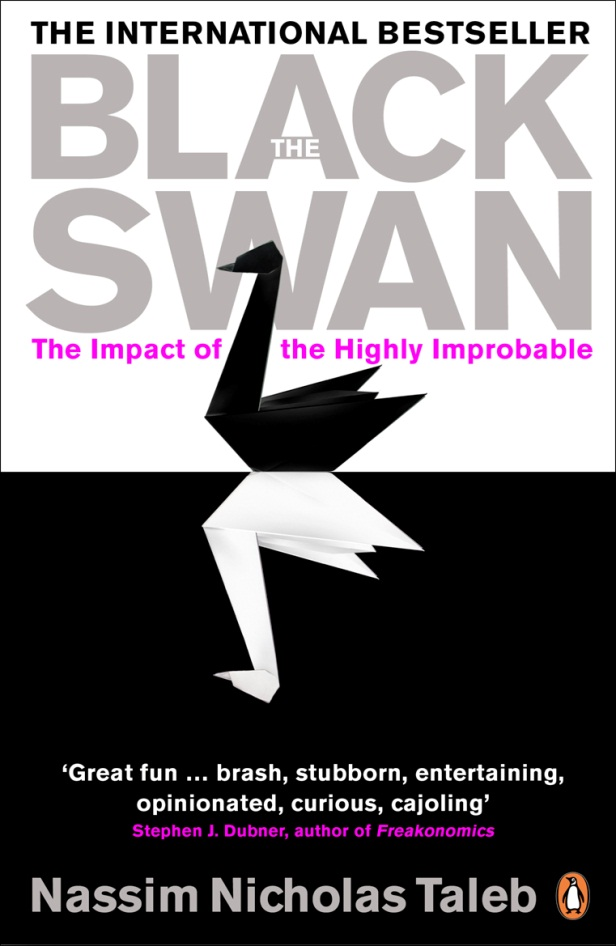 THE INTERNATIONAL BESTSELLER
THE
BLACK
SWAN
The Impact of the Highly Improbable
‘Great fun ... brash, stubborn, entertaining,
opinionated, curious, cajoling’
Stephen J. Dubner, author of Freakonomics
Nassim Nicholas Taleb